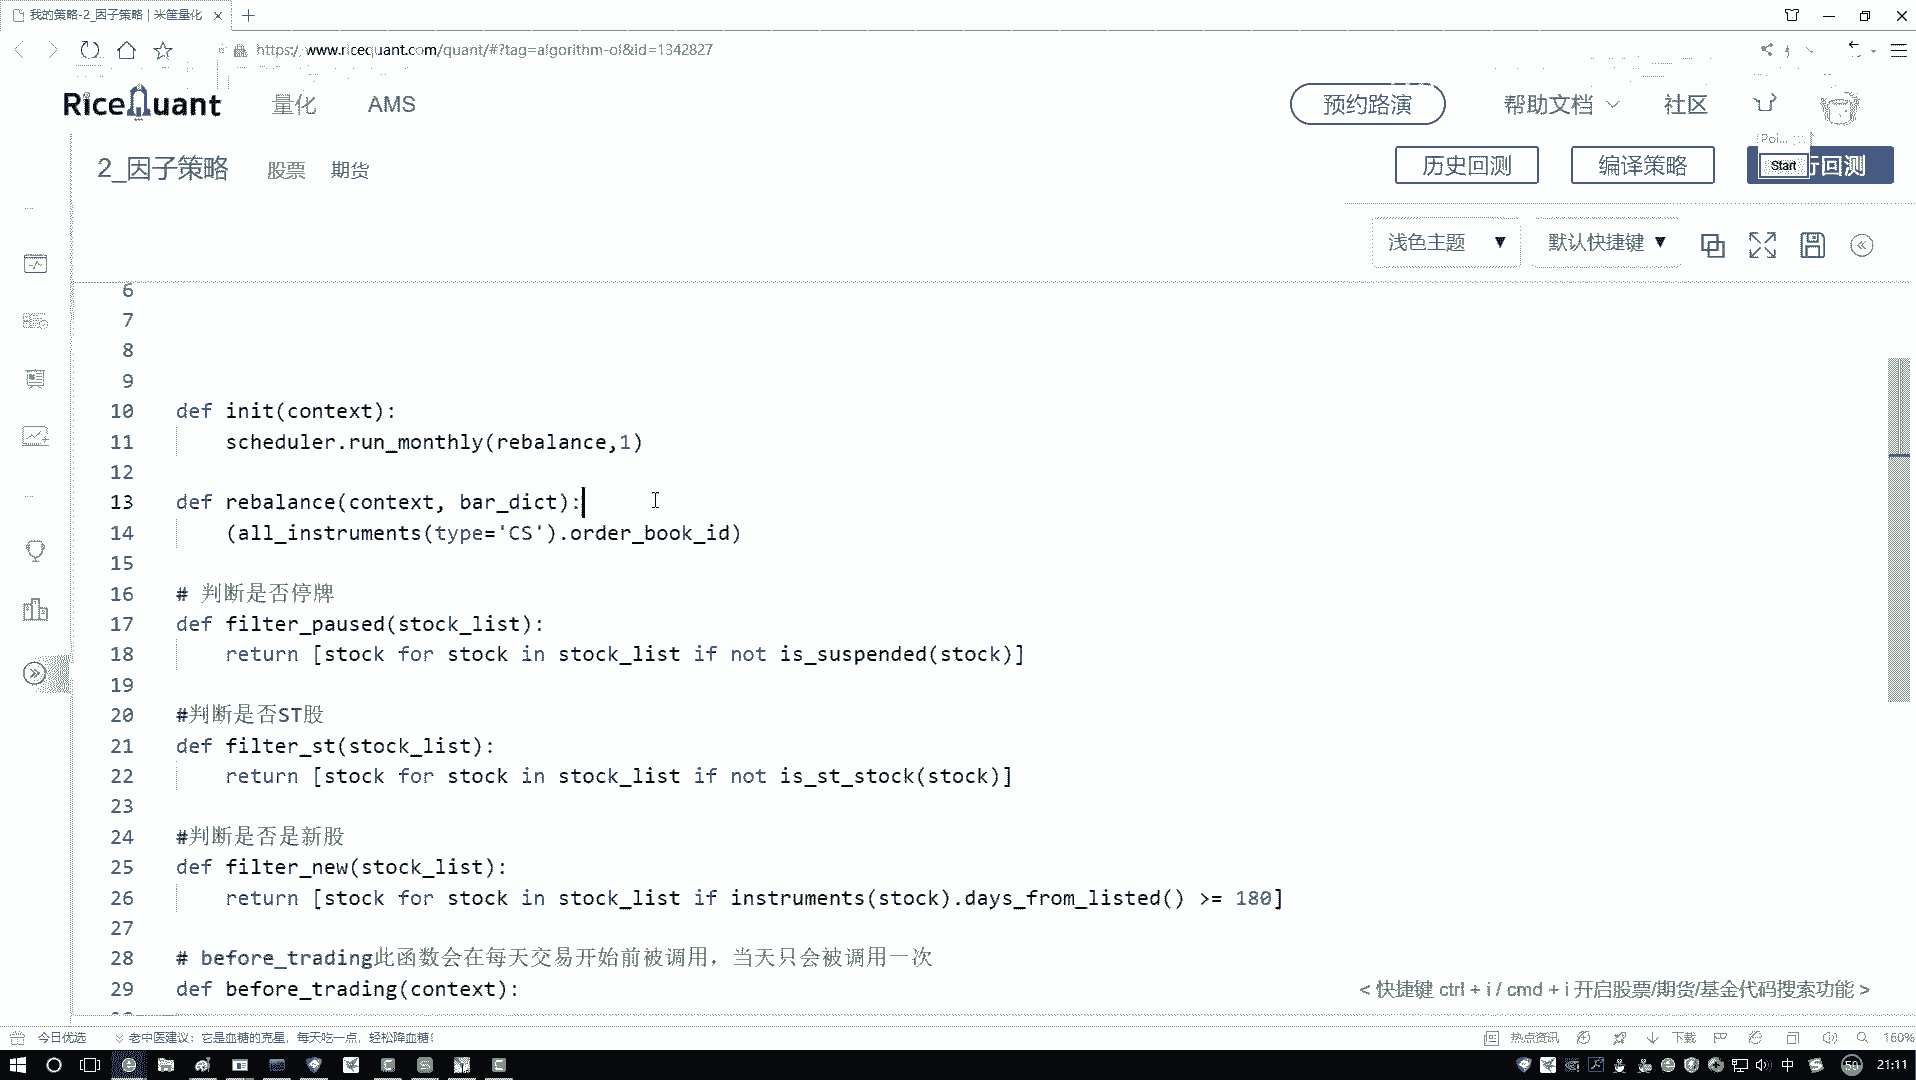 我的策略-2_因子策略 | 米筐量化
https://www.ricequant.com/quant/#?tag=algorithm-ol&id=1342827
RiceQuant 量化 AMS 预约路演 帮助文档 社区
Poi...
2_因子策略 股票 期货 历史回测 编译策略 Start 行回测
浅色主题 ▼ 默认快捷键 ▼
6
7
8
9
10 def init(context):
11 scheduler.run_monthly(rebalance,1)
12
13 def rebalance(context, bar_dict):
14 (all_instruments(type='CS').order_book_id)
15
16 # 判断是否停牌
17 def filter_paused(stock_list):
18 return [stock for stock in stock_list if not is_suspended(stock)]
19
20 #判断是否ST股
21 def filter_st(stock_list):
22 return [stock for stock in stock_list if not is_st_stock(stock)]
23
24 #判断是否是新股
25 def filter_new(stock_list):
26 return [stock for stock in stock_list if instruments(stock).days_from_listed() >= 180]
27
28 # before_trading此函数会在每天交易开始前被调用，当天只会被调用一次
29 def before_trading(context):
< 快捷键 ctrl + i / cmd + i 开启股票/期货/基金代码搜索功能 >
今日优选 老中医建议：它是血糖的克星，每天吃一点，轻松降血糖！ 热点资讯 下载 160%
中 50 21:11